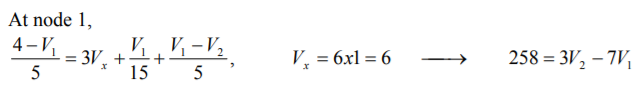 At node 1,
(4 − V₁)/5 = 3Vₓ + V₁/15 + (V₁ − V₂)/5, Vₓ = 6x1 = 6 ⟶ 258 = 3V₂ − 7V₁